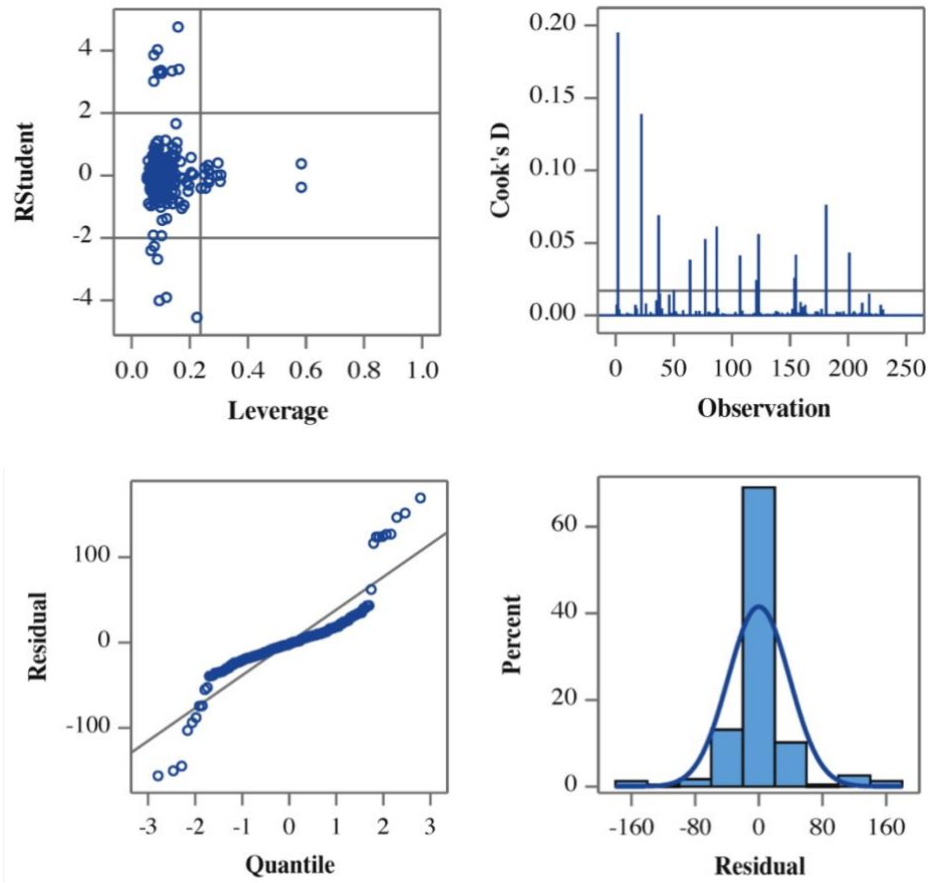 4
2
0
-2
-4
RStudent
0.0 0.2 0.4 0.6 0.8 1.0
Leverage
0.20
0.15
0.10
0.05
0.00
Cook's D
0 50 100 150 200 250
Observation
100
0
-100
Residual
-3 -2 -1 0 1 2 3
Quantile
60
40
20
0
Percent
-160 -80 0 80 160
Residual